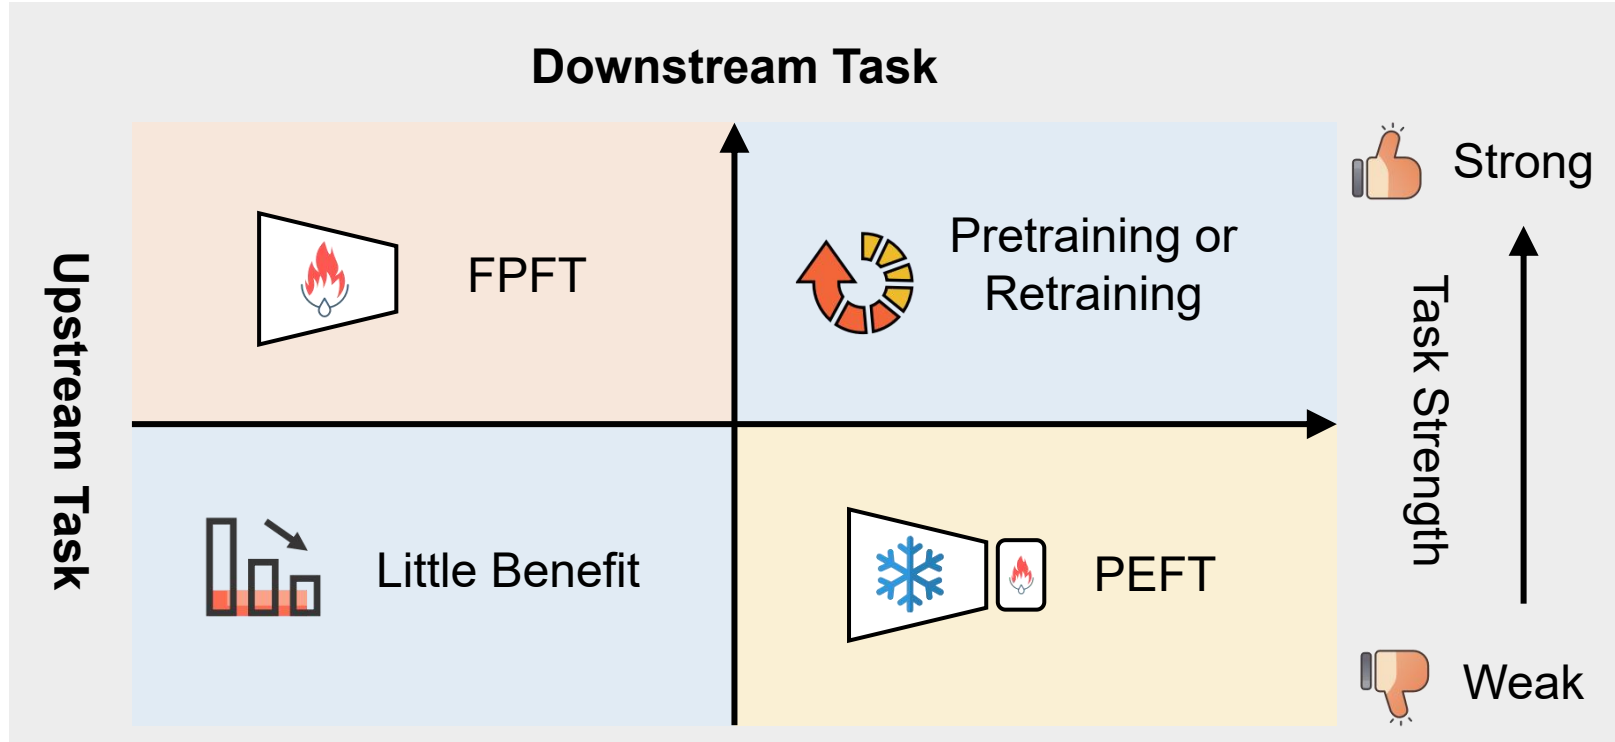 Downstream Task
Upstream Task
FPFT
Pretraining or
Retraining
Little Benefit
PEFT
Strong
Task Strength
Weak